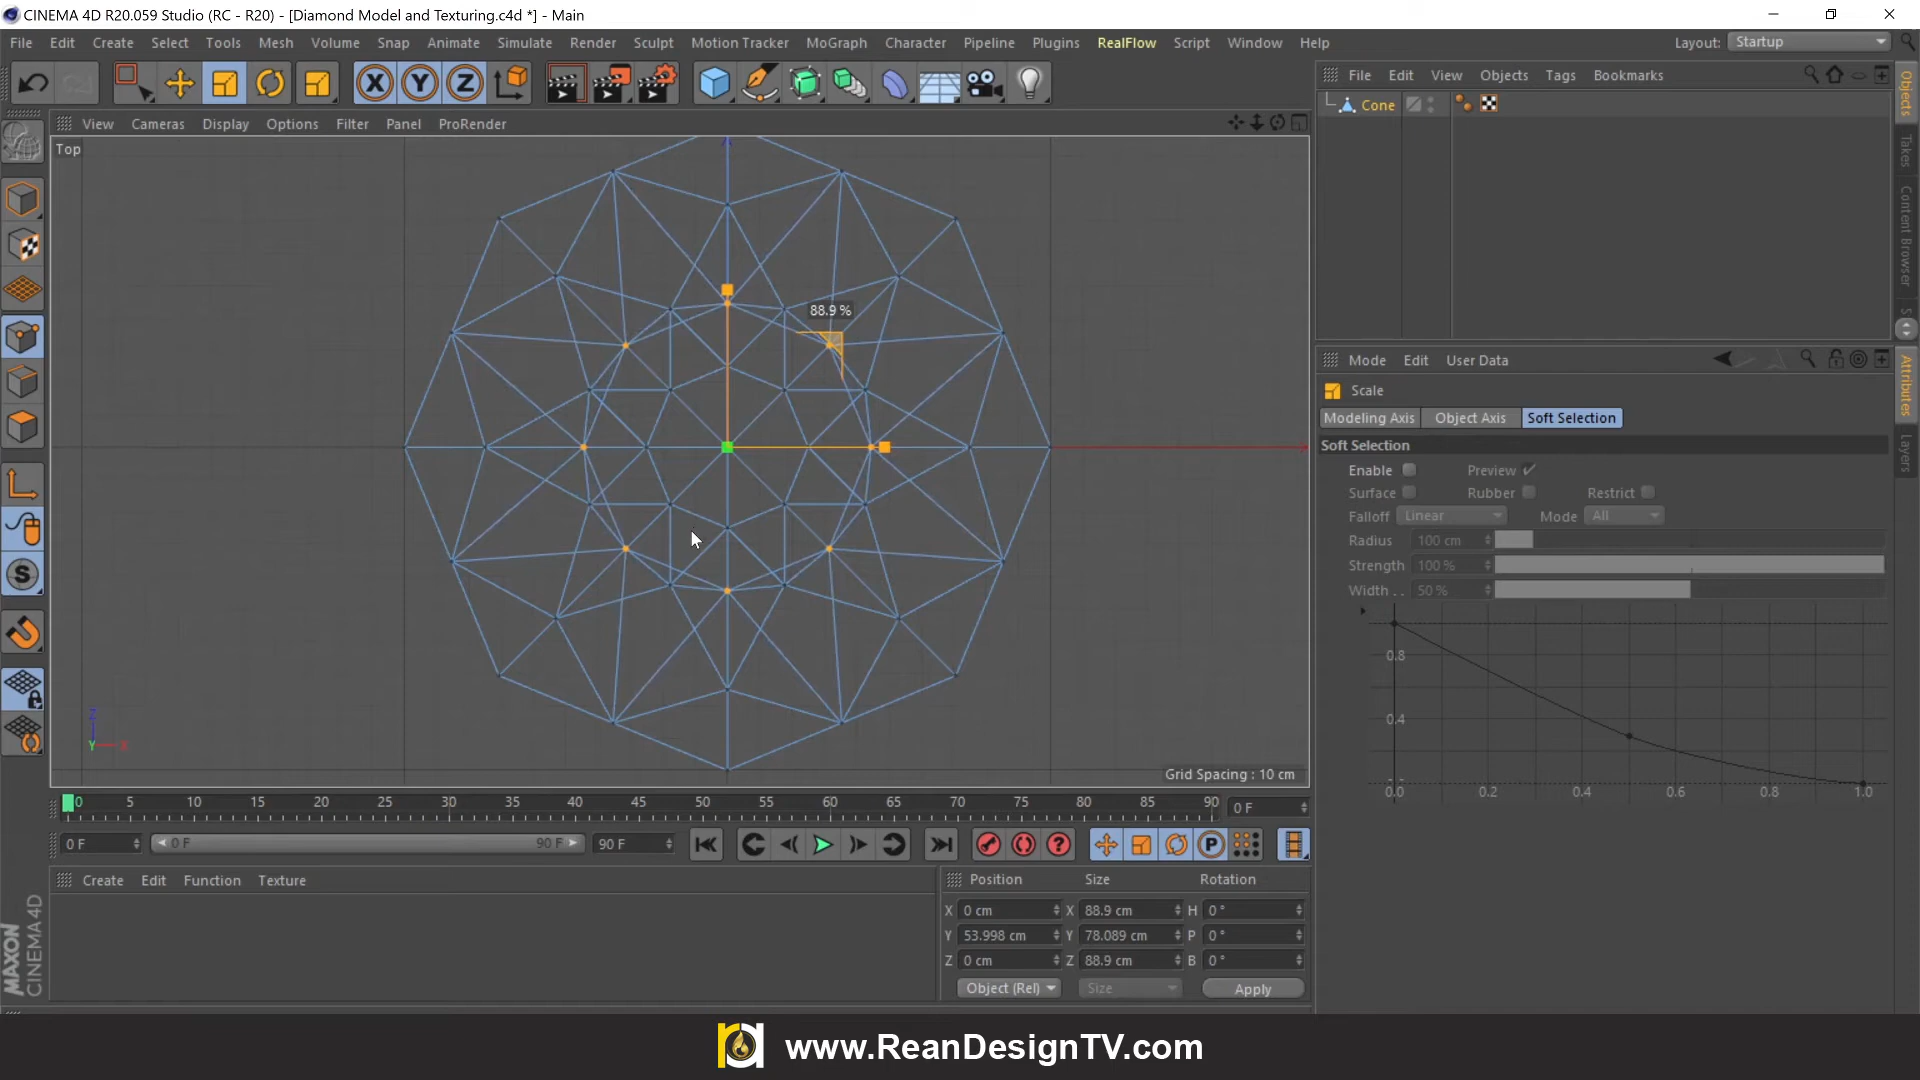 CINEMA 4D R20.059 Studio (RC - R20) - [Diamond Model and Texturing.c4d *] - Main
File Edit Create Select Tools Mesh Volume Snap Animate Simulate Render Sculpt Motion Tracker MoGraph Character Pipeline Plugins RealFlow Script Window Help Layout: Startup
X Y Z
File Edit View Objects Tags Bookmarks
Cone
View Cameras Display Options Filter Panel ProRender
Top
88.9 %
Z
Y X
Grid Spacing : 10 cm
Objects
Takes
Content Browser
S
Mode Edit User Data
Scale
Modeling Axis Object Axis Soft Selection
Soft Selection
Enable Preview
Surface Rubber Restrict
Falloff Linear Mode All
Radius 100 cm
Strength 100 %
Width . . 50 %
0.8
0.4
0.0 0.2 0.4 0.6 0.8 1.0
Attributes
Layers
S
0 5 10 15 20 25 30 35 40 45 50 55 60 65 70 75 80 85 90 0 F
0 F 0 F 90 F 90 F ? P
Create Edit Function Texture
Position Size Rotation
X 0 cm X 88.9 cm H 0 °
Y 53.998 cm Y 78.089 cm P 0 °
Z 0 cm Z 88.9 cm B 0 °
Object (Rel) Size Apply
MAXON
CINEMA 4D
www.ReanDesignTV.com